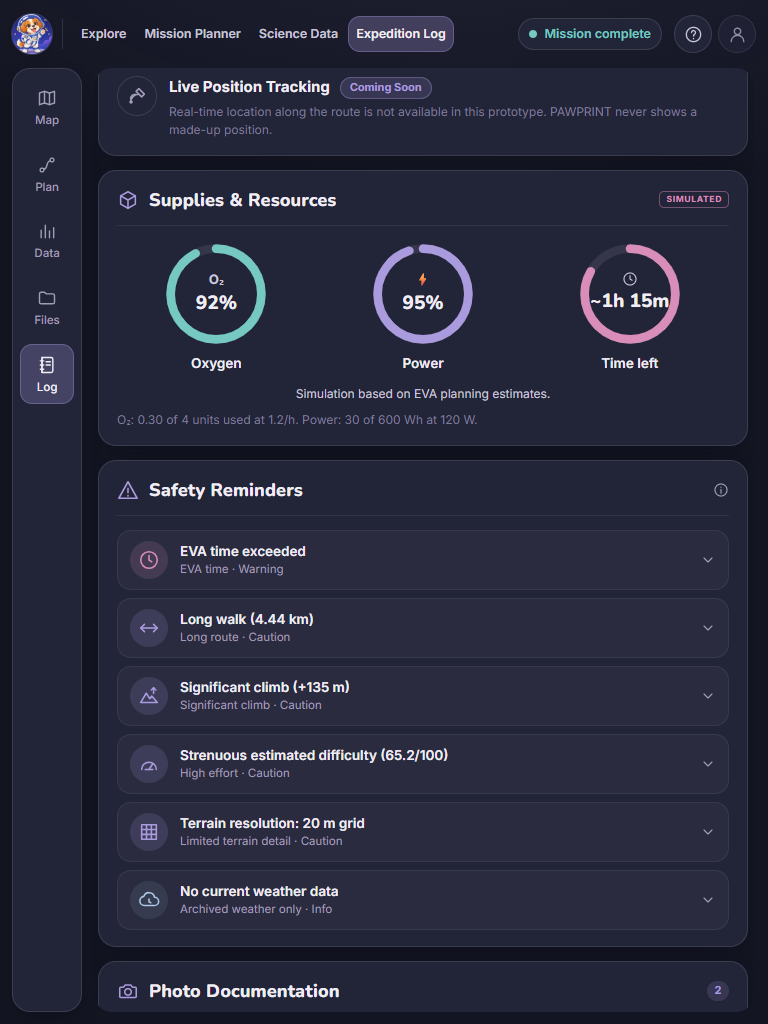 Explore Mission Planner Science Data Expedition Log Mission complete
Map
Plan
Data
Files
Log
Live Position Tracking Coming Soon
Real-time location along the route is not available in this prototype. PAWPRINT never shows a
made-up position.
Supplies & Resources SIMULATED
O₂
92%
Oxygen
95%
Power
~1h 15m
Time left
Simulation based on EVA planning estimates.
O₂: 0.30 of 4 units used at 1.2/h. Power: 30 of 600 Wh at 120 W.
Safety Reminders
EVA time exceeded
EVA time · Warning
Long walk (4.44 km)
Long route · Caution
Significant climb (+135 m)
Significant climb · Caution
Strenuous estimated difficulty (65.2/100)
High effort · Caution
Terrain resolution: 20 m grid
Limited terrain detail · Caution
No current weather data
Archived weather only · Info
Photo Documentation 2